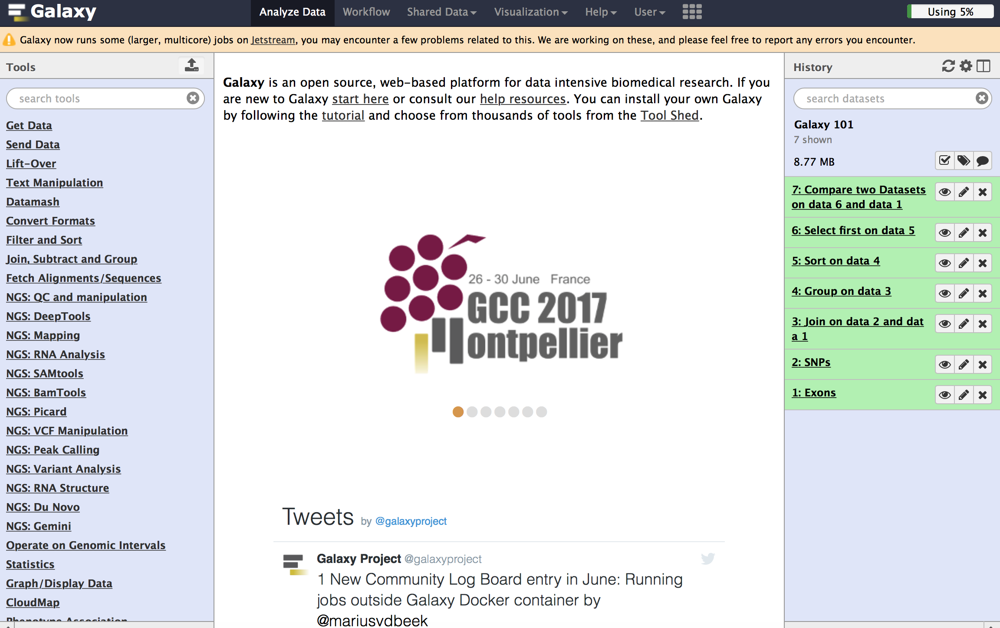 Galaxy
Analyze Data
Workflow
Shared Data
Visualization
Help
User
Using 5%
Galaxy now runs some (larger, multicore) jobs on Jetstream, you may encounter a few problems related to this. We are working on these, and please feel free to report any errors you encounter.
Tools
search tools
Get Data
Send Data
Lift-Over
Text Manipulation
Datamash
Convert Formats
Filter and Sort
Join, Subtract and Group
Fetch Alignments/Sequences
NGS: QC and manipulation
NGS: DeepTools
NGS: Mapping
NGS: RNA Analysis
NGS: SAMtools
NGS: BamTools
NGS: Picard
NGS: VCF Manipulation
NGS: Peak Calling
NGS: Variant Analysis
NGS: RNA Structure
NGS: Du Novo
NGS: Gemini
Operate on Genomic Intervals
Statistics
Graph/Display Data
CloudMap
Phenotype Association
Galaxy is an open source, web-based platform for data intensive biomedical research. If you
are new to Galaxy start here or consult our help resources. You can install your own Galaxy
by following the tutorial and choose from thousands of tools from the Tool Shed.
26 - 30 June France
GCC 2017
Montpellier
Tweets by @galaxyproject
Galaxy Project @galaxyproject
1 New Community Log Board entry in June: Running
jobs outside Galaxy Docker container by
@mariusvdbeek
History
search datasets
Galaxy 101
7 shown
8.77 MB
7: Compare two Datasets
on data 6 and data 1
6: Select first on data 5
5: Sort on data 4
4: Group on data 3
3: Join on data 2 and dat
a 1
2: SNPs
1: Exons